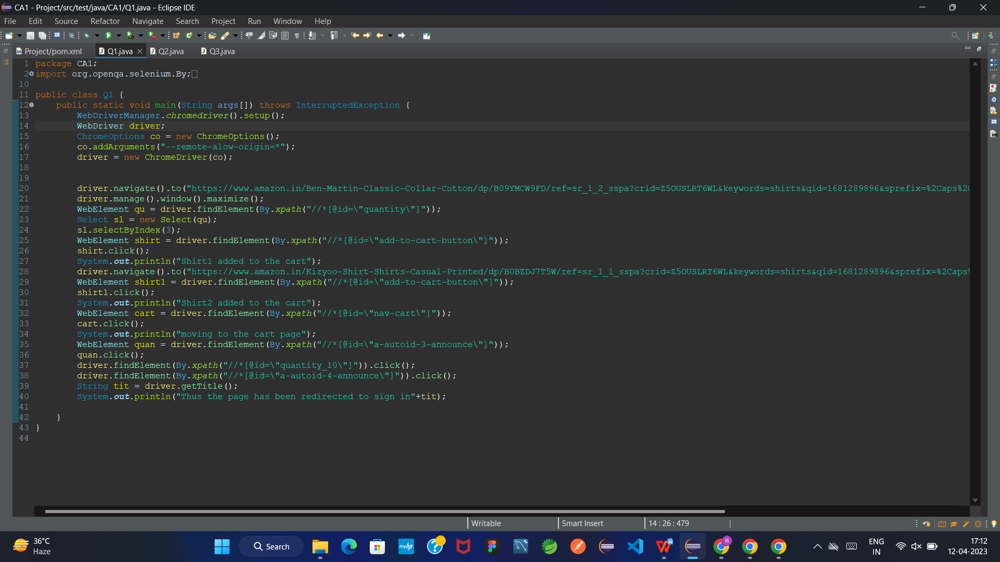 CA1 - Project/src/test/java/CA1/Q1.java - Eclipse IDE
File Edit Source Refactor Navigate Search Project Run Window Help
Project/pom.xml Q1.java Q2.java Q3.java
1 package CA1;
2 import org.openqa.selenium.By;
10
11 public class Q1 {
12 public static void main(String args[]) throws InterruptedException {
13 WebDriverManager.chromedriver().setup();
14 WebDriver driver;
15 ChromeOptions co = new ChromeOptions();
16 co.addArguments("--remote-alow-origin=*");
17 driver = new ChromeDriver(co);
18
19
20 driver.navigate().to("https://www.amazon.in/Ben-Martin-Classic-Collar-Cotton/dp/B09YMCW9FD/ref=sr_1_2_sspa?crid=Z5OUSLRT6WL&keywords=shirts&qid=1681289896&sprefix=%2Caps%2C
21 driver.manage().window().maximize();
22 WebElement qu = driver.findElement(By.xpath("//*[@id=\"quantity\"]"));
23 Select sl = new Select(qu);
24 sl.selectByIndex(3);
25 WebElement shirt = driver.findElement(By.xpath("//*[@id=\"add-to-cart-button\"]"));
26 shirt.click();
27 System.out.println("Shirt1 added to the cart");
28 driver.navigate().to("https://www.amazon.in/Kizyoo-Shirt-Shirts-Casual-Printed/dp/B0BZDJ7T5W/ref=sr_1_1_sspa?crid=Z5OUSLRT6WL&keywords=shirts&qid=1681289896&sprefix=%2Caps%
29 WebElement shirt1 = driver.findElement(By.xpath("//*[@id=\"add-to-cart-button\"]"));
30 shirt1.click();
31 System.out.println("Shirt2 added to the cart");
32 WebElement cart = driver.findElement(By.xpath("//*[@id=\"nav-cart\"]"));
33 cart.click();
34 System.out.println("moving to the cart page");
35 WebElement quan = driver.findElement(By.xpath("//*[@id=\"a-autoid-3-announce\"]"));
36 quan.click();
37 driver.findElement(By.xpath("//*[@id=\"quantity_10\"]")).click();
38 driver.findElement(By.xpath("//*[@id=\"a-autoid-4-announce\"]")).click();
39 String tit = driver.getTitle();
40 System.out.println("Thus the page has been redirected to sign in"+tit);
41
42 }
43 }
44
Writable Smart Insert 14 : 26 : 479
36°C
Haze
Search
myhp
R
ENG
IN
17:12
12-04-2023